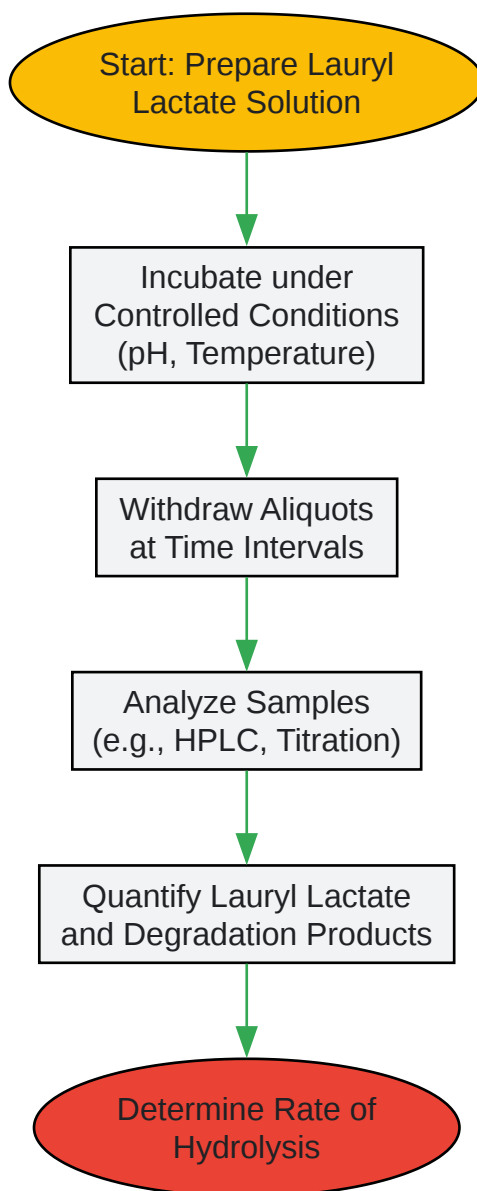 Start: Prepare Lauryl
Lactate Solution
Incubate under
Controlled Conditions
(pH, Temperature)
Withdraw Aliquots
at Time Intervals
Analyze Samples
(e.g., HPLC, Titration)
Quantify Lauryl Lactate
and Degradation Products
Determine Rate of
Hydrolysis